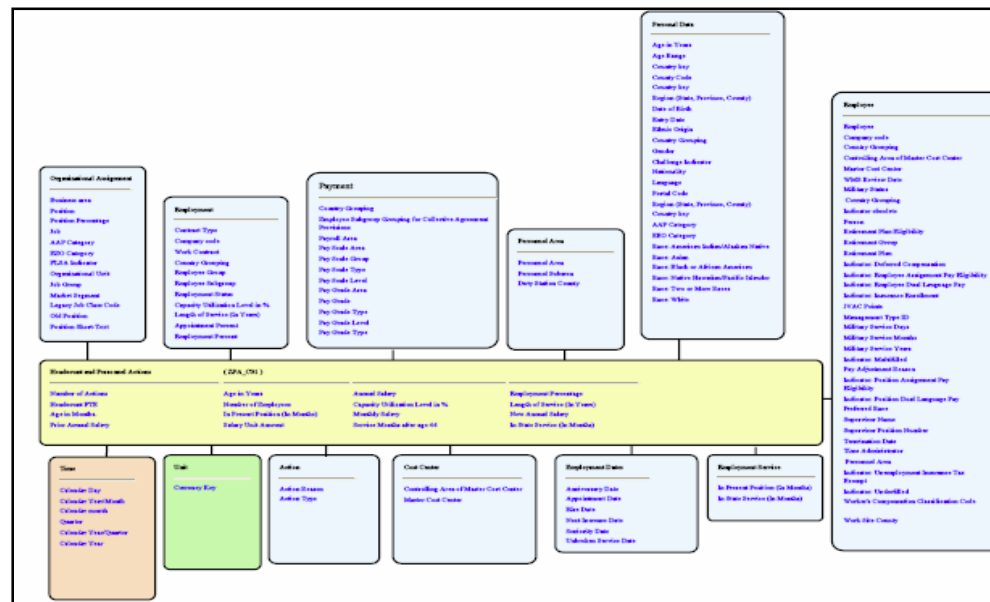 Personal Data
Age in Years
Age Range
Country key
County Code
Country key
Region (State, Province, County)
Date of Birth
Entry Date
Ethnic Origin
Country Grouping
Gender
Challenge Indicator
Nationality
Language
Postal Code
Region (State, Province, County)
Country key
AAP Category
EEO Category
Race: American Indian/Alaskan Native
Race: Asian
Race: Black or African American
Race: Native Hawaiian/Pacific Islander
Race: Two or More Races
Race: White
Employee
Employee
Company code
Country Grouping
Controlling Area of Master Cost Center
Master Cost Center
WMS Review Date
Military Status
Country Grouping
Indicator obsolete
Person
Retirement Plan Eligibility
Retirement Group
Retirement Plan
Indicator: Deferred Compensation
Indicator: Employee Assignment Pay Eligibility
Indicator: Employee Dual Language Pay
Indicator: Insurance Enrollment
JVAC Points
Management Type ID
Military Service Days
Military Service Months
Military Service Years
Indicator: Multifilled
Pay Adjustment Reason
Indicator: Position Assignment Pay
Eligibility
Indicator: Position Dual Language Pay
Preferred Race
Supervisor Name
Supervisor Position Number
Termination Date
Time Administrator
Personnel Area
Indicator: Unemployment Insurance Tax
Exempt
Indicator: Underfilled
Worker's Compensation Classification Code
Work Site County
Organizational Assignment
Business area
Position
Position Percentage
Job
AAP Category
EEO Category
FLSA Indicator
Organizational Unit
Job Group
Market Segment
Legacy Job Class Code
Old Position
Position Short Text
Employment
Contract Type
Company code
Work Contract
Country Grouping
Employee Group
Employee Subgroup
Employment Status
Capacity Utilization Level in %
Length of Service (in Years)
Appointment Percent
Employment Percent
Payment
Country Grouping
Employee Subgroup Grouping for Collective Agreement
Provisions
Payroll Area
Pay Scale Area
Pay Scale Group
Pay Scale Type
Pay Scale Level
Pay Grade Area
Pay Grade
Pay Grade Type
Pay Grade Level
Pay Grade Type
Personnel Area
Personnel Area
Personnel Subarea
Duty Station County
Headcount and Personnel Actions (ZPA_C01)
Number of Actions
Headcount FTE
Age in Months
Prior Annual Salary
Age in Years
Number of Employees
In Present Position (In Months)
Salary Unit Amount
Annual Salary
Capacity Utilization Level in %
Monthly Salary
Service Months after age
Employment Percentage
Length of Service (In Years)
New Annual Salary
In State Service (In Months)
Time
Calendar Day
Calendar Year/Month
Calendar month
Quarter
Calendar Year/Quarter
Calendar Year
Unit
Currency Key
Action
Action Reason
Action Type
Cost Center
Controlling Area of Master Cost Center
Master Cost Center
Employment Dates
Anniversary Date
Appointment Date
Hire Date
Next Increase Date
Seniority Date
Unbroken Service Date
Employment Service
In Present Position (In Months)
In State Service (In Months)